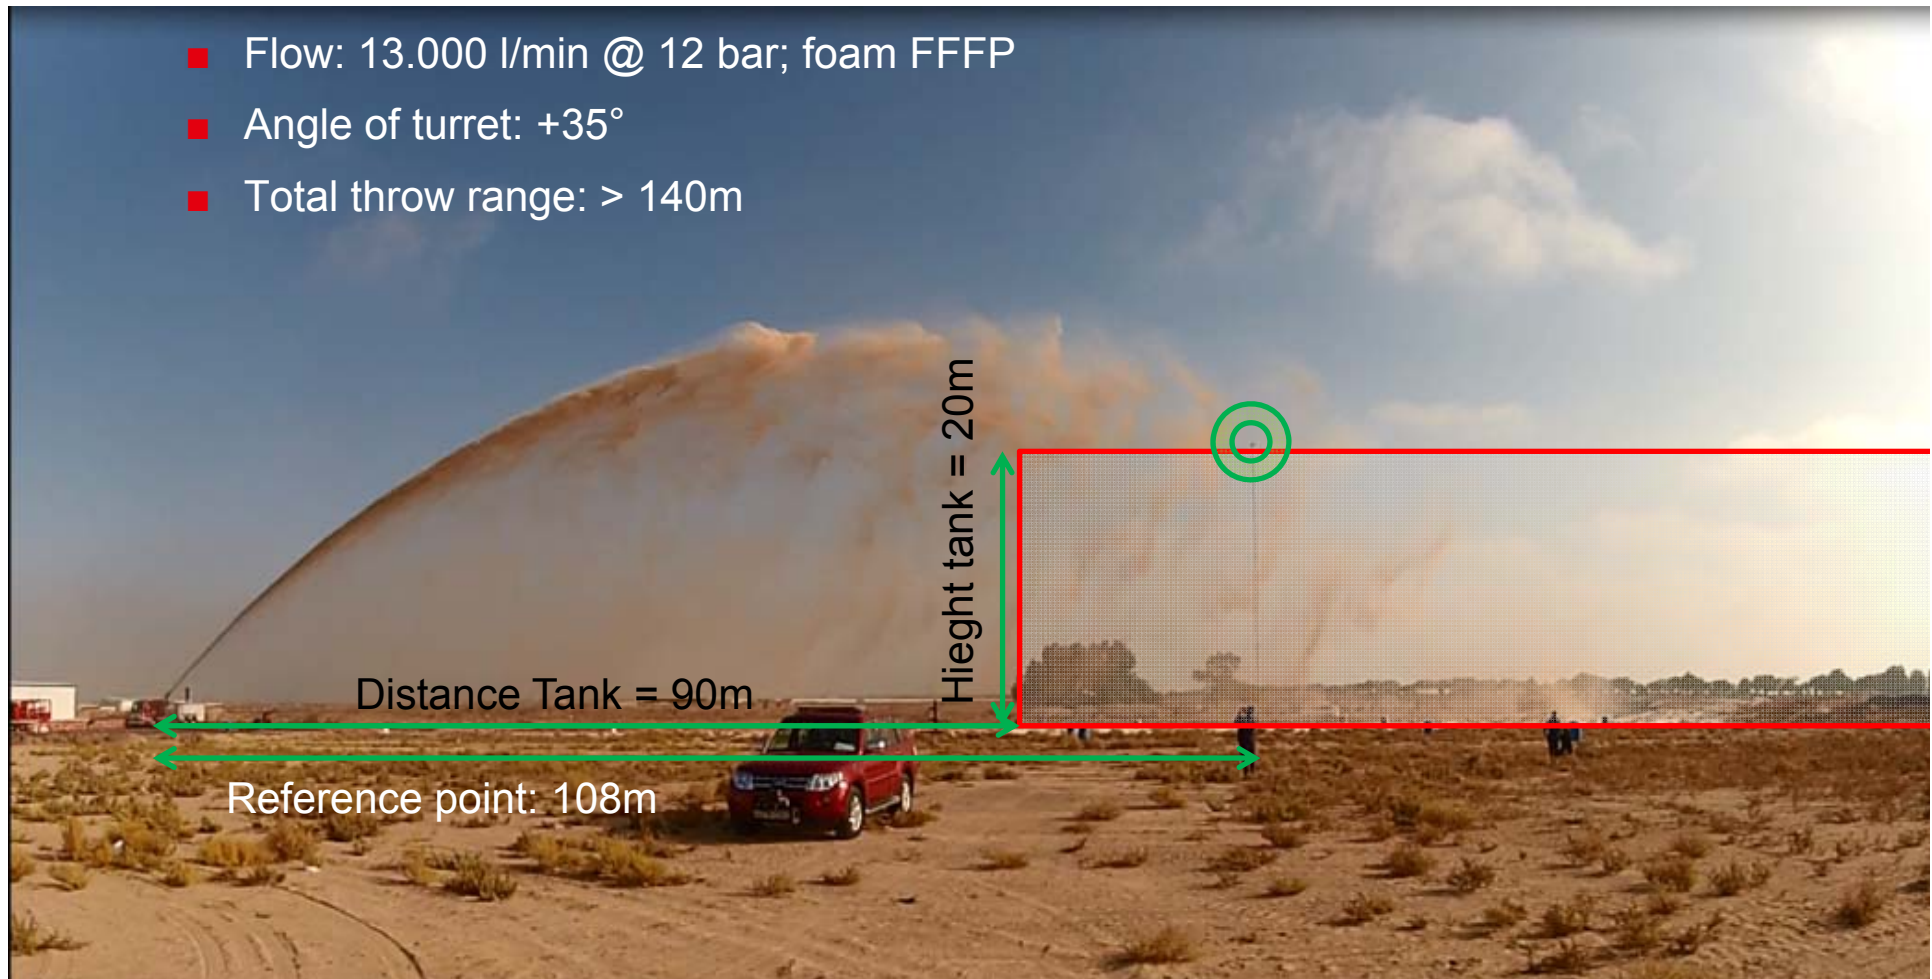 Flow: 13.000 l/min @ 12 bar; foam FFFP
Angle of turret: +35°
Total throw range: > 140m
Hieght tank = 20m
Distance Tank = 90m
Reference point: 108m